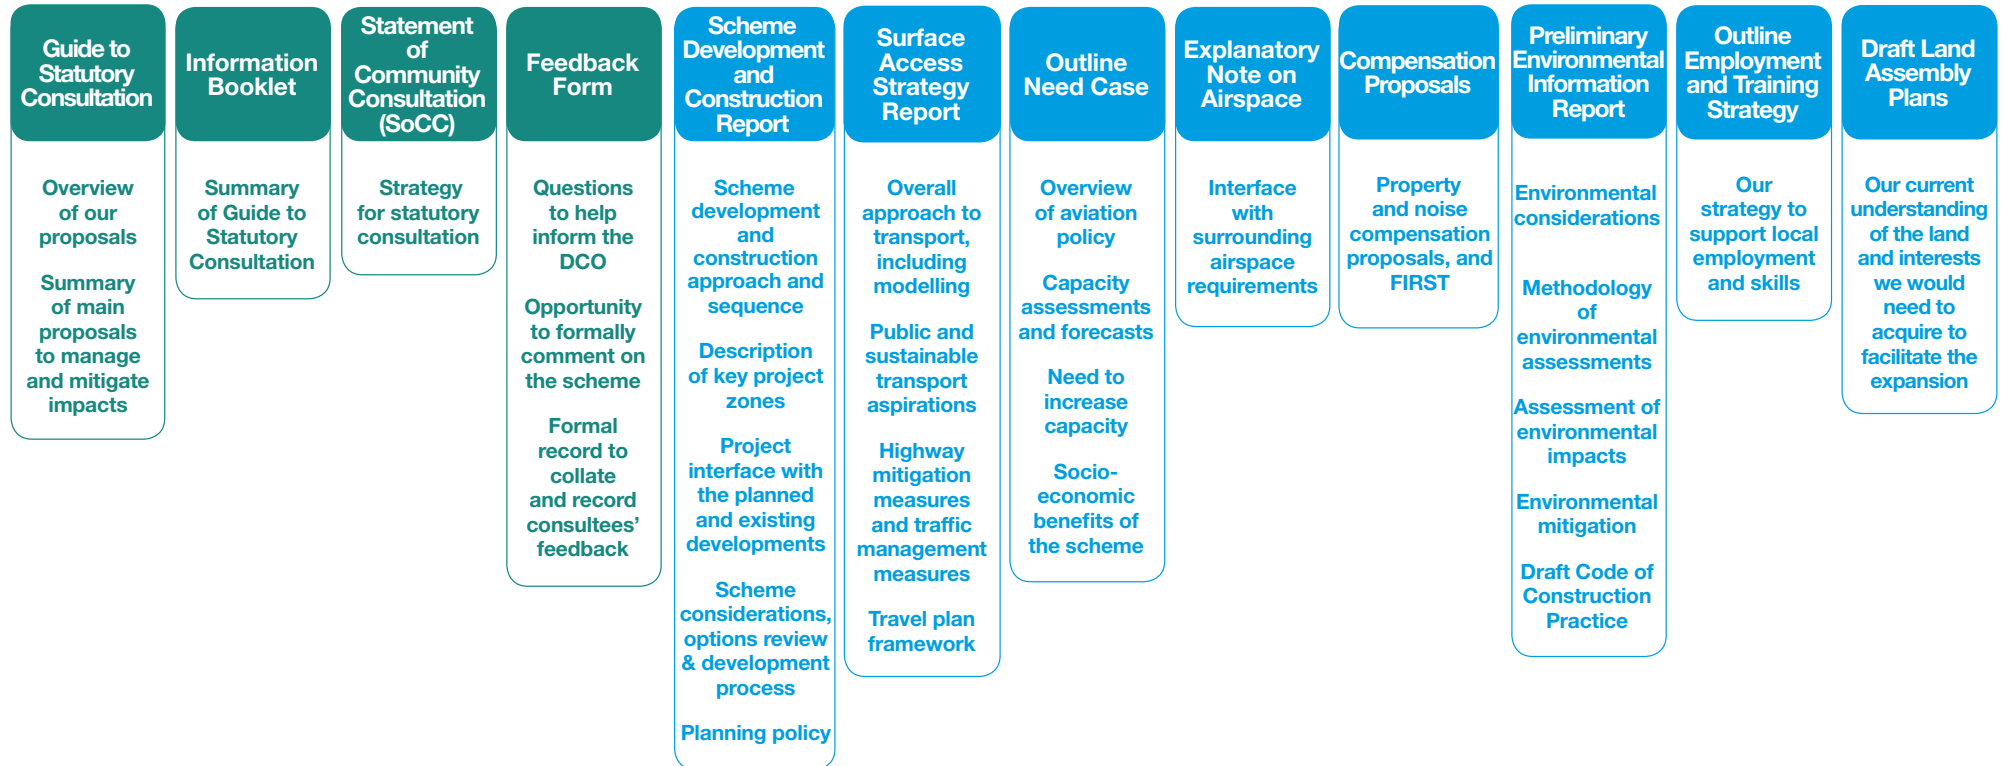 Guide to
Statutory
Consultation
Overview
of our
proposals
Summary
of main
proposals
to manage
and mitigate
impacts
Information
Booklet
Summary
of Guide to
Statutory
Consultation
Statement
of
Community
Consultation
(SoCC)
Strategy
for statutory
consultation
Feedback
Form
Questions
to help
inform the
DCO
Opportunity
to formally
comment on
the scheme
Formal
record to
collate
and record
consultees’
feedback
Scheme
Development
and
Construction
Report
Scheme
development
and
construction
approach and
sequence
Description
of key project
zones
Project
interface with
the planned
and existing
developments
Scheme
considerations,
options review
& development
process
Planning policy
Surface
Access
Strategy
Report
Overall
approach to
transport,
including
modelling
Public and
sustainable
transport
aspirations
Highway
mitigation
measures
and traffic
management
measures
Travel plan
framework
Outline
Need Case
Overview
of aviation
policy
Capacity
assessments
and forecasts
Need to
increase
capacity
Socio-
economic
benefits of
the scheme
Explanatory
Note on
Airspace
Interface
with
surrounding
airspace
requirements
Compensation
Proposals
Property
and noise
compensation
proposals, and
FIRST
Preliminary
Environmental
Information
Report
Environmental
considerations
Methodology
of
environmental
assessments
Assessment of
environmental
impacts
Environmental
mitigation
Draft Code of
Construction
Practice
Outline
Employment
and Training
Strategy
Our
strategy to
support local
employment
and skills
Draft Land
Assembly
Plans
Our current
understanding
of the land
and interests
we would
need to
acquire to
facilitate the
expansion